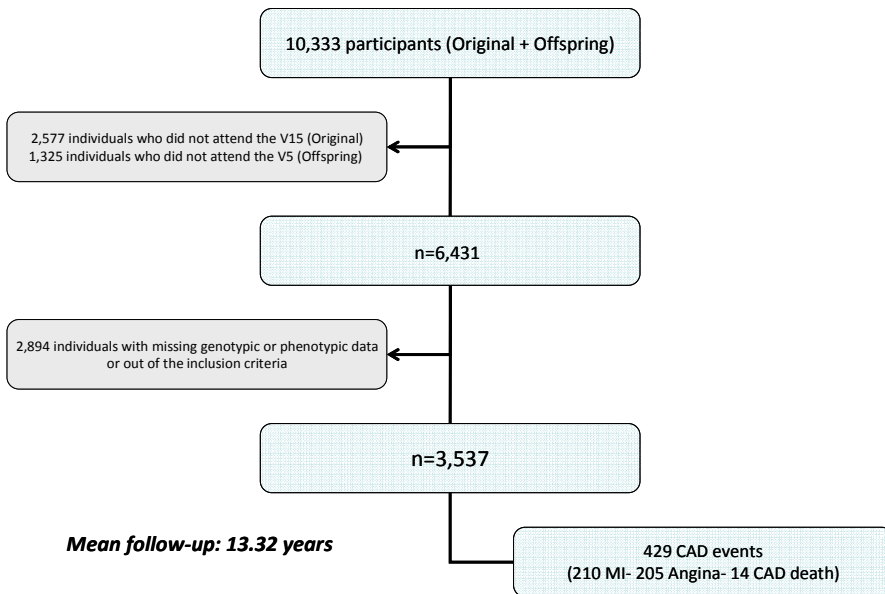 10,333 participants (Original + Offspring)
2,577 individuals who did not attend the V15 (Original)
1,325 individuals who did not attend the V5 (Offspring)
n=6,431
2,894 individuals with missing genotypic or phenotypic data
or out of the inclusion criteria
n=3,537
Mean follow-up: 13.32 years
429 CAD events
(210 MI- 205 Angina- 14 CAD death)